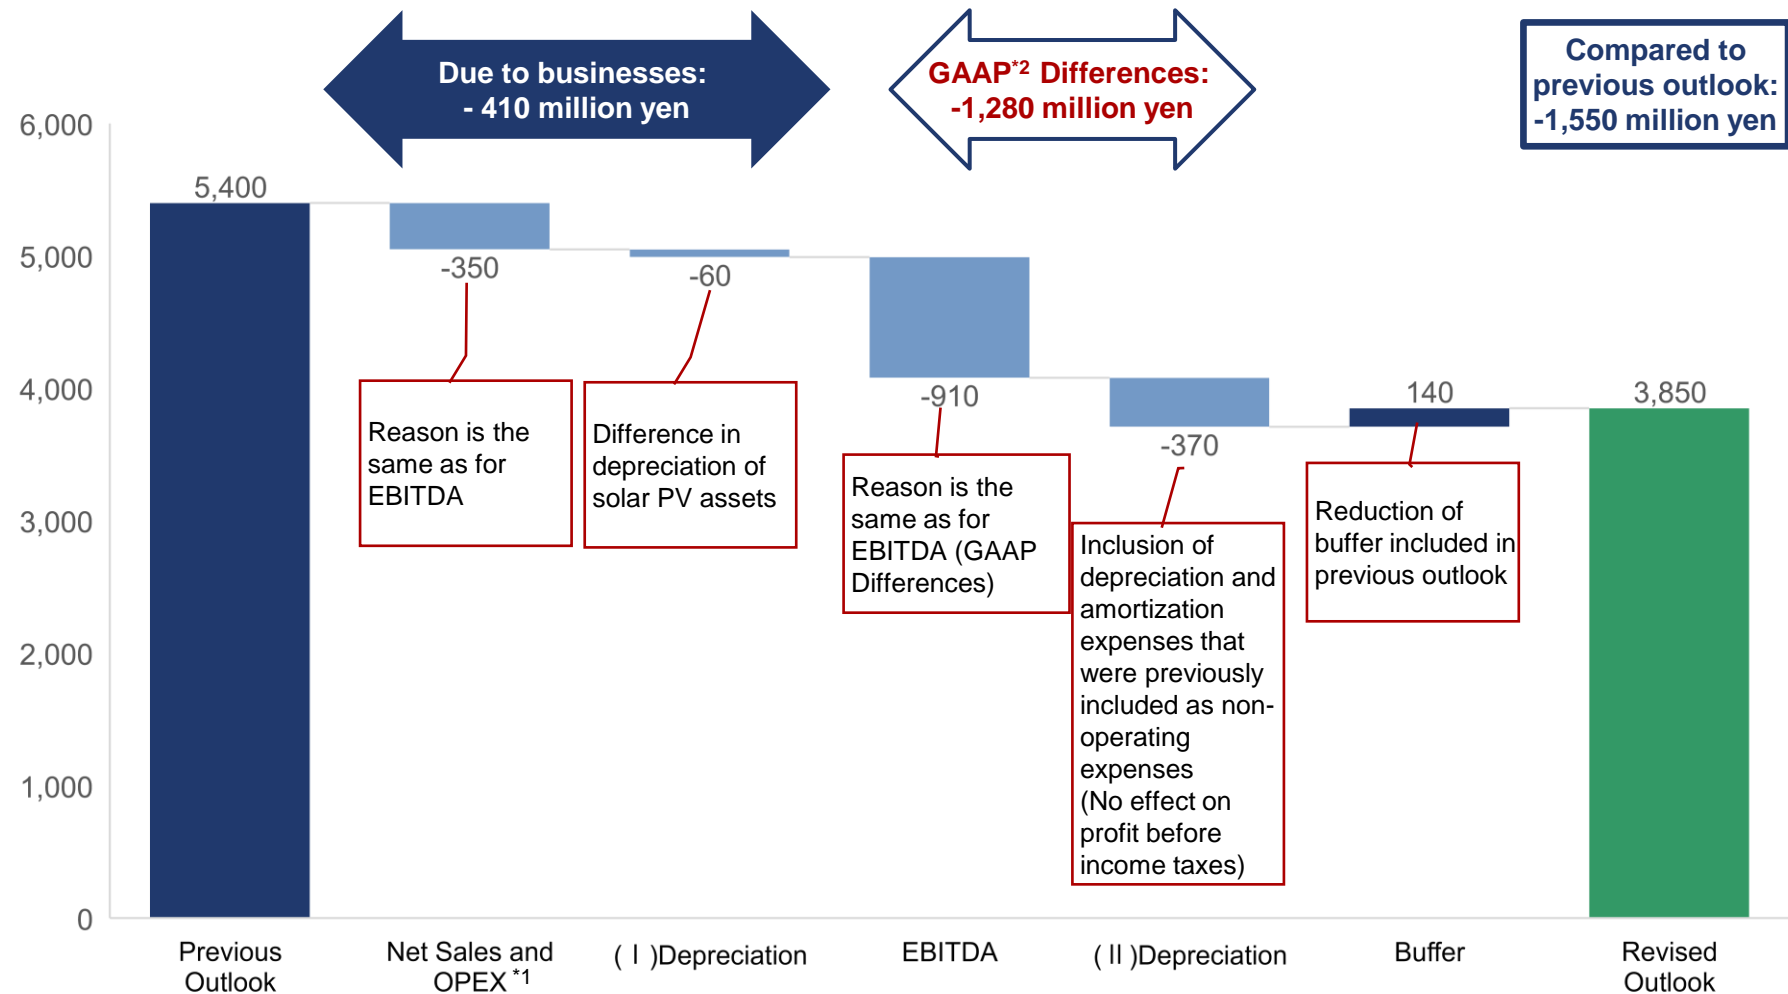 Due to businesses:
- 410 million yen
GAAP*2 Differences:
-1,280 million yen
Compared to
previous outlook:
-1,550 million yen
6,000
5,000
4,000
3,000
2,000
1,000
0
5,400
-350
-60
-910
-370
140
3,850
Reason is the
same as for
EBITDA
Difference in
depreciation of
solar PV assets
Reason is the
same as for
EBITDA (GAAP
Differences)
Inclusion of
depreciation and
amortization
expenses that
were previously
included as non-
operating
expenses
(No effect on
profit before
income taxes)
Reduction of
buffer included in
previous outlook
Previous
Outlook
Net Sales and
OPEX *1
(Ⅰ)Depreciation
EBITDA
(Ⅱ)Depreciation
Buffer
Revised
Outlook